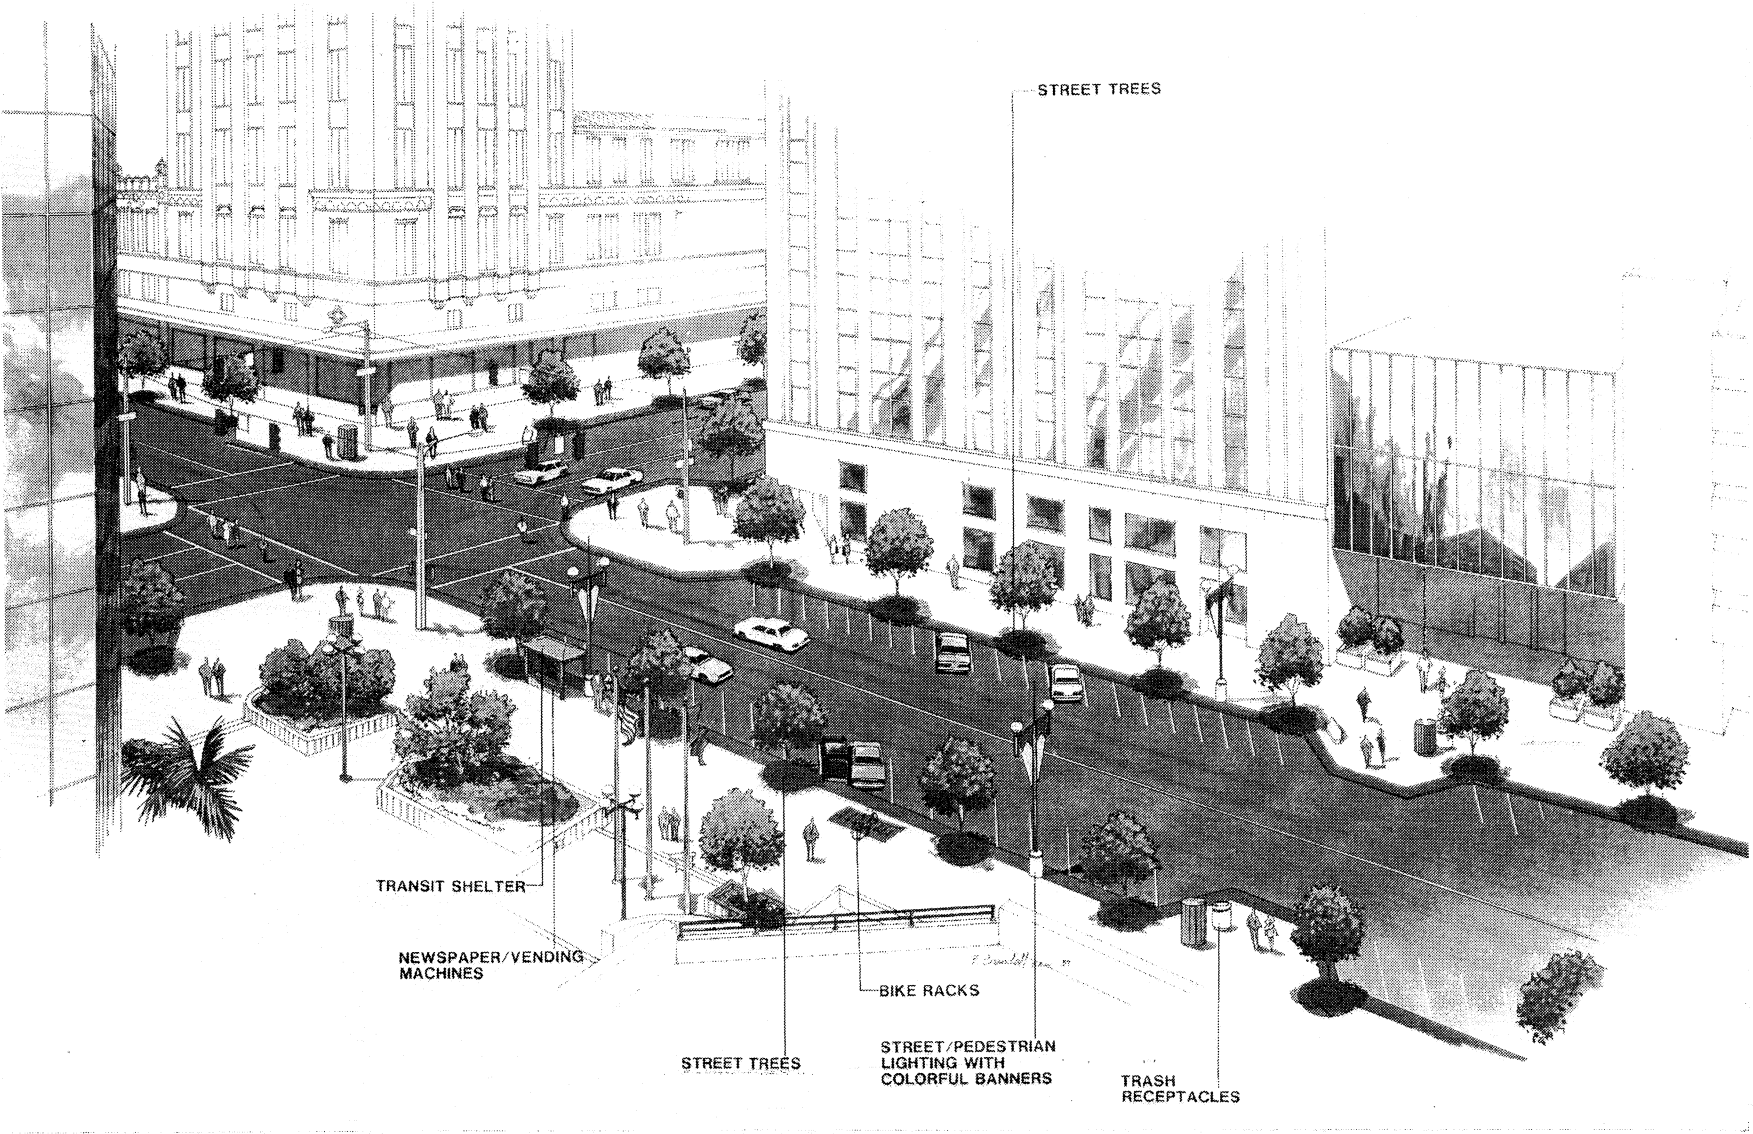 STREET TREES
TRANSIT SHELTER
NEWSPAPER/VENDING
MACHINES
BIKE RACKS
STREET TREES
STREET/PEDESTRIAN
LIGHTING WITH
COLORFUL BANNERS
TRASH
RECEPTACLES